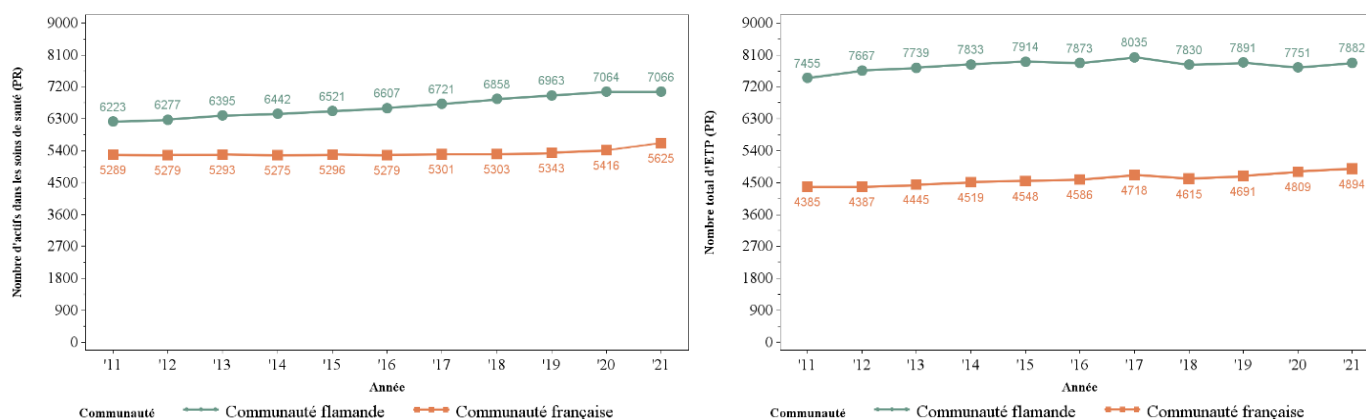 Nombre d'actifs dans les soins de santé (PR)
9000
8100
7200
6300
5400
4500
3600
2700
1800
900
0
6223 6277 6395 6442 6521 6607 6721 6858 6963 7064 7066
5289 5279 5293 5275 5296 5279 5301 5303 5343 5416 5625
'11 '12 '13 '14 '15 '16 '17 '18 '19 '20 '21
Année
Communauté Communauté flamande Communauté française
Nombre total d'ETP (PR)
9000
8100
7200
6300
5400
4500
3600
2700
1800
900
0
7455 7667 7739 7833 7914 7873 8035 7830 7891 7751 7882
4385 4387 4445 4519 4548 4586 4718 4615 4691 4809 4894
'11 '12 '13 '14 '15 '16 '17 '18 '19 '20 '21
Année
Communauté Communauté flamande Communauté française